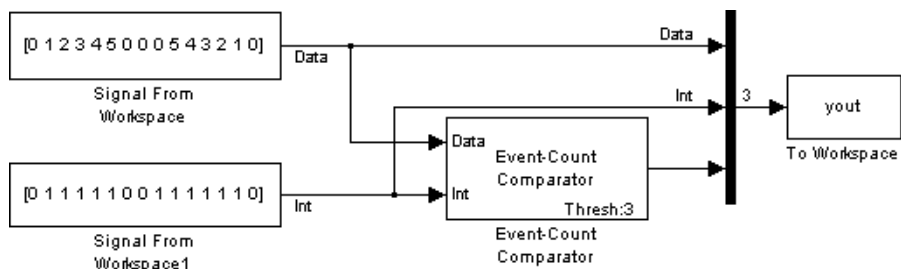 [0 1 2 3 4 5 0 0 0 5 4 3 2 1 0]
Data
Signal From
Workspace
Data
Int
3
yout
To Workspace
Data
Int
Event-Count
Comparator
Thresh:3
Event-Count
Comparator
[0 1 1 1 1 1 0 0 1 1 1 1 1 1 0]
Int
Signal From
Workspace1